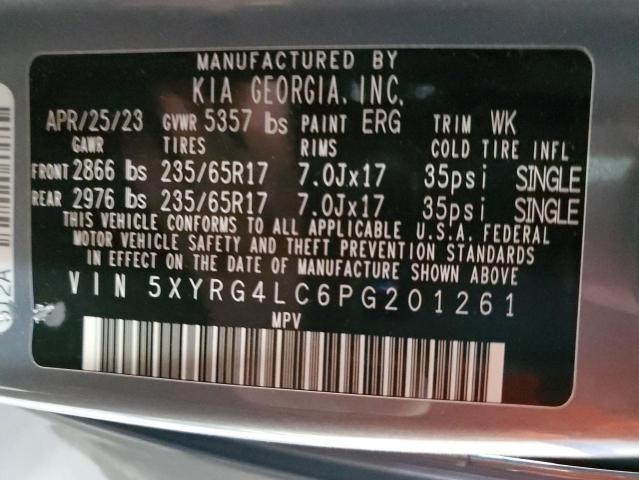 MANUFACTURED BY
KIA GEORGIA, INC.
APR/25/23 GVWR 5357 lbs PAINT ERG TRIM WK
GAWR TIRES RIMS COLD TIRE INFL
FRONT 2866 lbs 235/65R17 7.0Jx17 35psi SINGLE
REAR 2976 lbs 235/65R17 7.0Jx17 35psi SINGLE
THIS VEHICLE CONFORMS TO ALL APPLICABLE U.S.A. FEDERAL
MOTOR VEHICLE SAFETY AND THEFT PREVENTION STANDARDS
IN EFFECT ON THE DATE OF MANUFACTURE SHOWN ABOVE
VIN 5XYRG4LC6PG201261
MPV